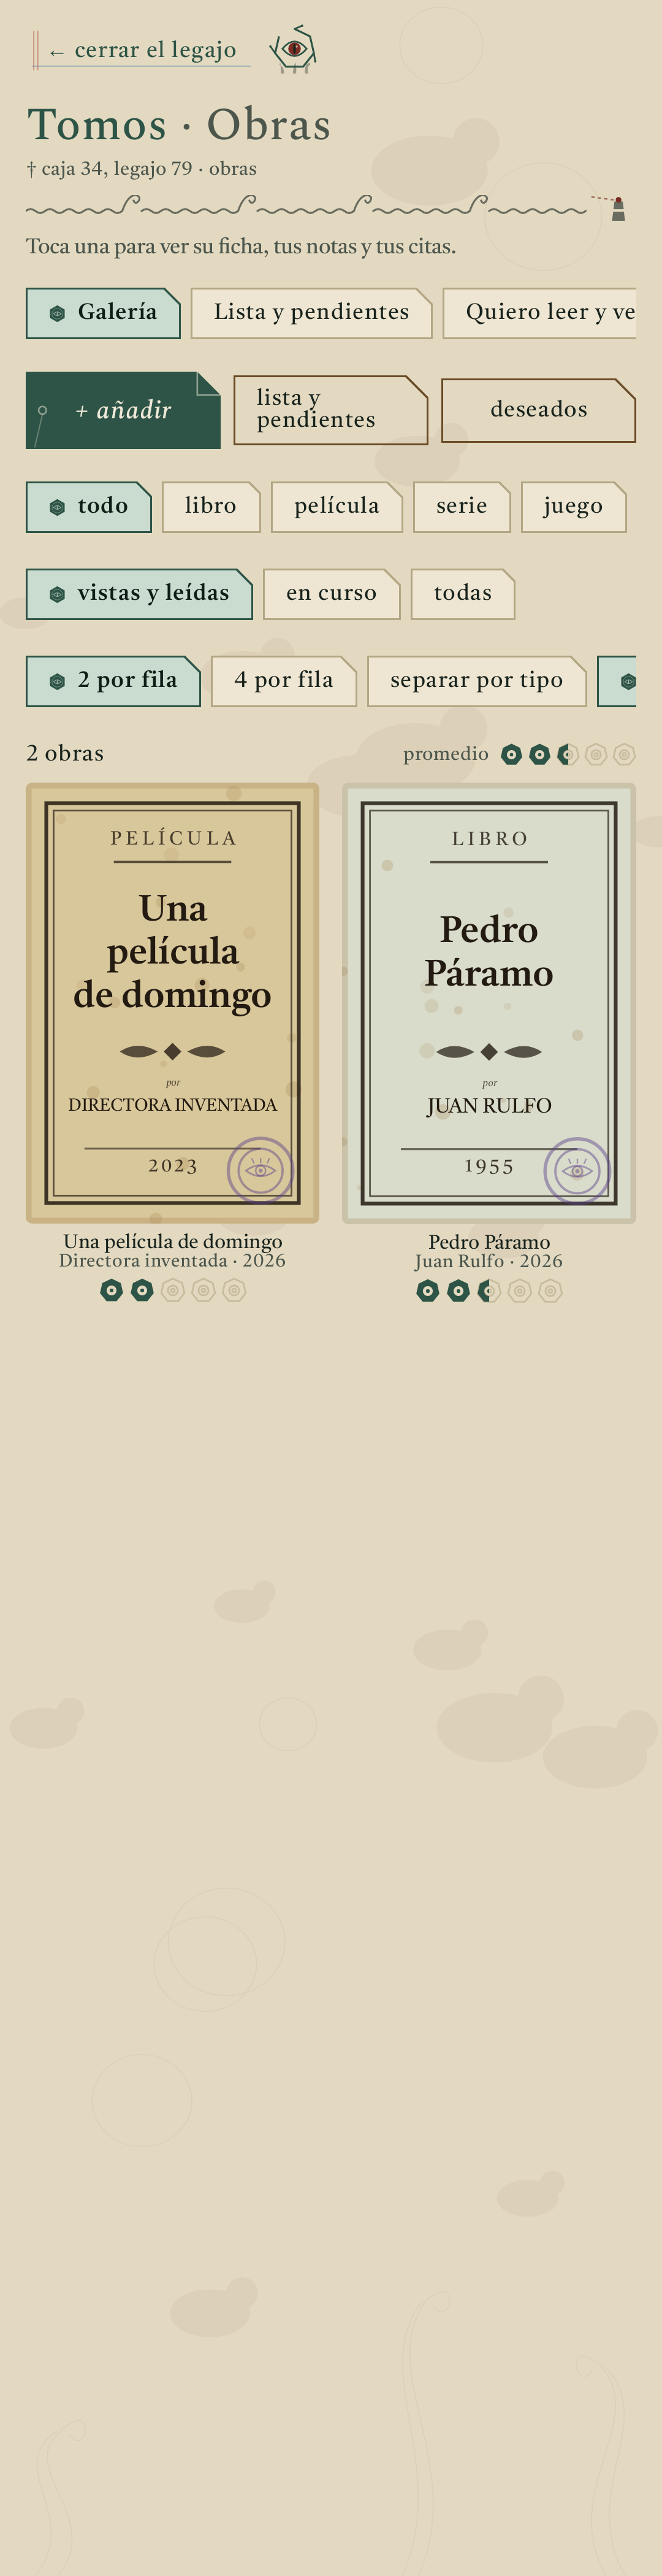 ← cerrar el legajo
Tomos · Obras
† caja 34, legajo 79 · obras
Toca una para ver su ficha, tus notas y tus citas.
Galería Lista y pendientes Quiero leer y ve
+ añadir lista y pendientes deseados
todo libro película serie juego
vistas y leídas en curso todas
2 por fila 4 por fila separar por tipo
2 obras promedio
PELÍCULA
Una
película
de domingo
por
DIRECTORA INVENTADA
2023
Una película de domingo
Directora inventada · 2026
LIBRO
Pedro
Páramo
por
JUAN RULFO
1955
Pedro Páramo
Juan Rulfo · 2026